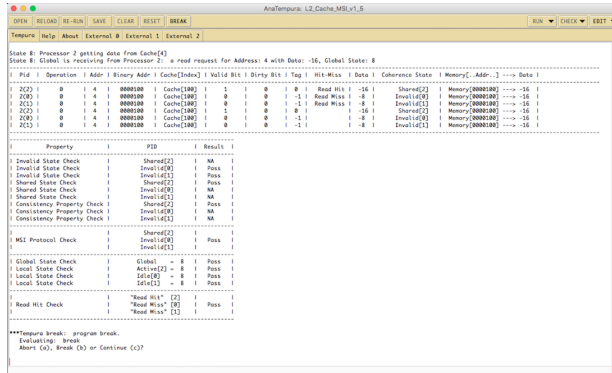 AnaTempura: L2_Cache_MSI_v1_5
OPEN RELOAD RE-RUN SAVE CLEAR RESET BREAK RUN CHECK EDIT
Tempura Help About External 0 External 1 External 2
State 8: Processor 2 getting data from Cache[4]
State 8: Global is receiving from Processor 2: a read request for Address: 4 with Data: -16, Global State: 8
| Pid | Operation | Addr | Binary Addr | Cache[Index] | Valid Bit | Dirty Bit | Tag | Hit-Miss | Data | Coherence State | Memory[..Addr..] ---> Data |
| 2(2) | 0 | 4 | 0000100 | Cache[100] | 1 | 0 | 0 | Read Hit | -16 | Shared[2] | Memory[0000100] ---> -16 |
| 2(0) | 0 | 4 | 0000100 | Cache[100] | 0 | 0 | -1 | Read Miss | -8 | Invalid[0] | Memory[0000100] ---> -16 |
| 2(1) | 0 | 4 | 0000100 | Cache[100] | 0 | 0 | -1 | Read Miss | -8 | Invalid[1] | Memory[0000100] ---> -16 |
| 2(2) | 0 | 4 | 0000100 | Cache[100] | 1 | 0 | 0 | | -16 | Shared[2] | Memory[0000100] ---> -16 |
| 2(0) | 0 | 4 | 0000100 | Cache[100] | 0 | 0 | -1 | | -8 | Invalid[0] | Memory[0000100] ---> -16 |
| 2(1) | 0 | 4 | 0000100 | Cache[100] | 0 | 0 | -1 | | -8 | Invalid[1] | Memory[0000100] ---> -16 |
| Property | PID | Result |
| Invalid State Check | Shared[2] | NA |
| Invalid State Check | Invalid[0] | Pass |
| Invalid State Check | Invalid[1] | Pass |
| Shared State Check | Shared[2] | Pass |
| Shared State Check | Invalid[0] | NA |
| Shared State Check | Invalid[1] | NA |
| Consistency Property Check | Shared[2] | Pass |
| Consistency Property Check | Invalid[0] | NA |
| Consistency Property Check | Invalid[1] | NA |
| | Shared[2] | |
| MSI Protocol Check | Invalid[0] | Pass |
| | Invalid[1] | |
| Global State Check | Global = 8 | Pass |
| Local State Check | Active[2] = 8 | Pass |
| Local State Check | Idle[0] = 8 | Pass |
| Local State Check | Idle[1] = 8 | Pass |
| | "Read Hit" [2] | |
| Read Hit Check | "Read Miss" [0] | Pass |
| | "Read Miss" [1] | |
***Tempura break: program break.
Evaluating: break
Abort (a), Break (b) or Continue (c)?